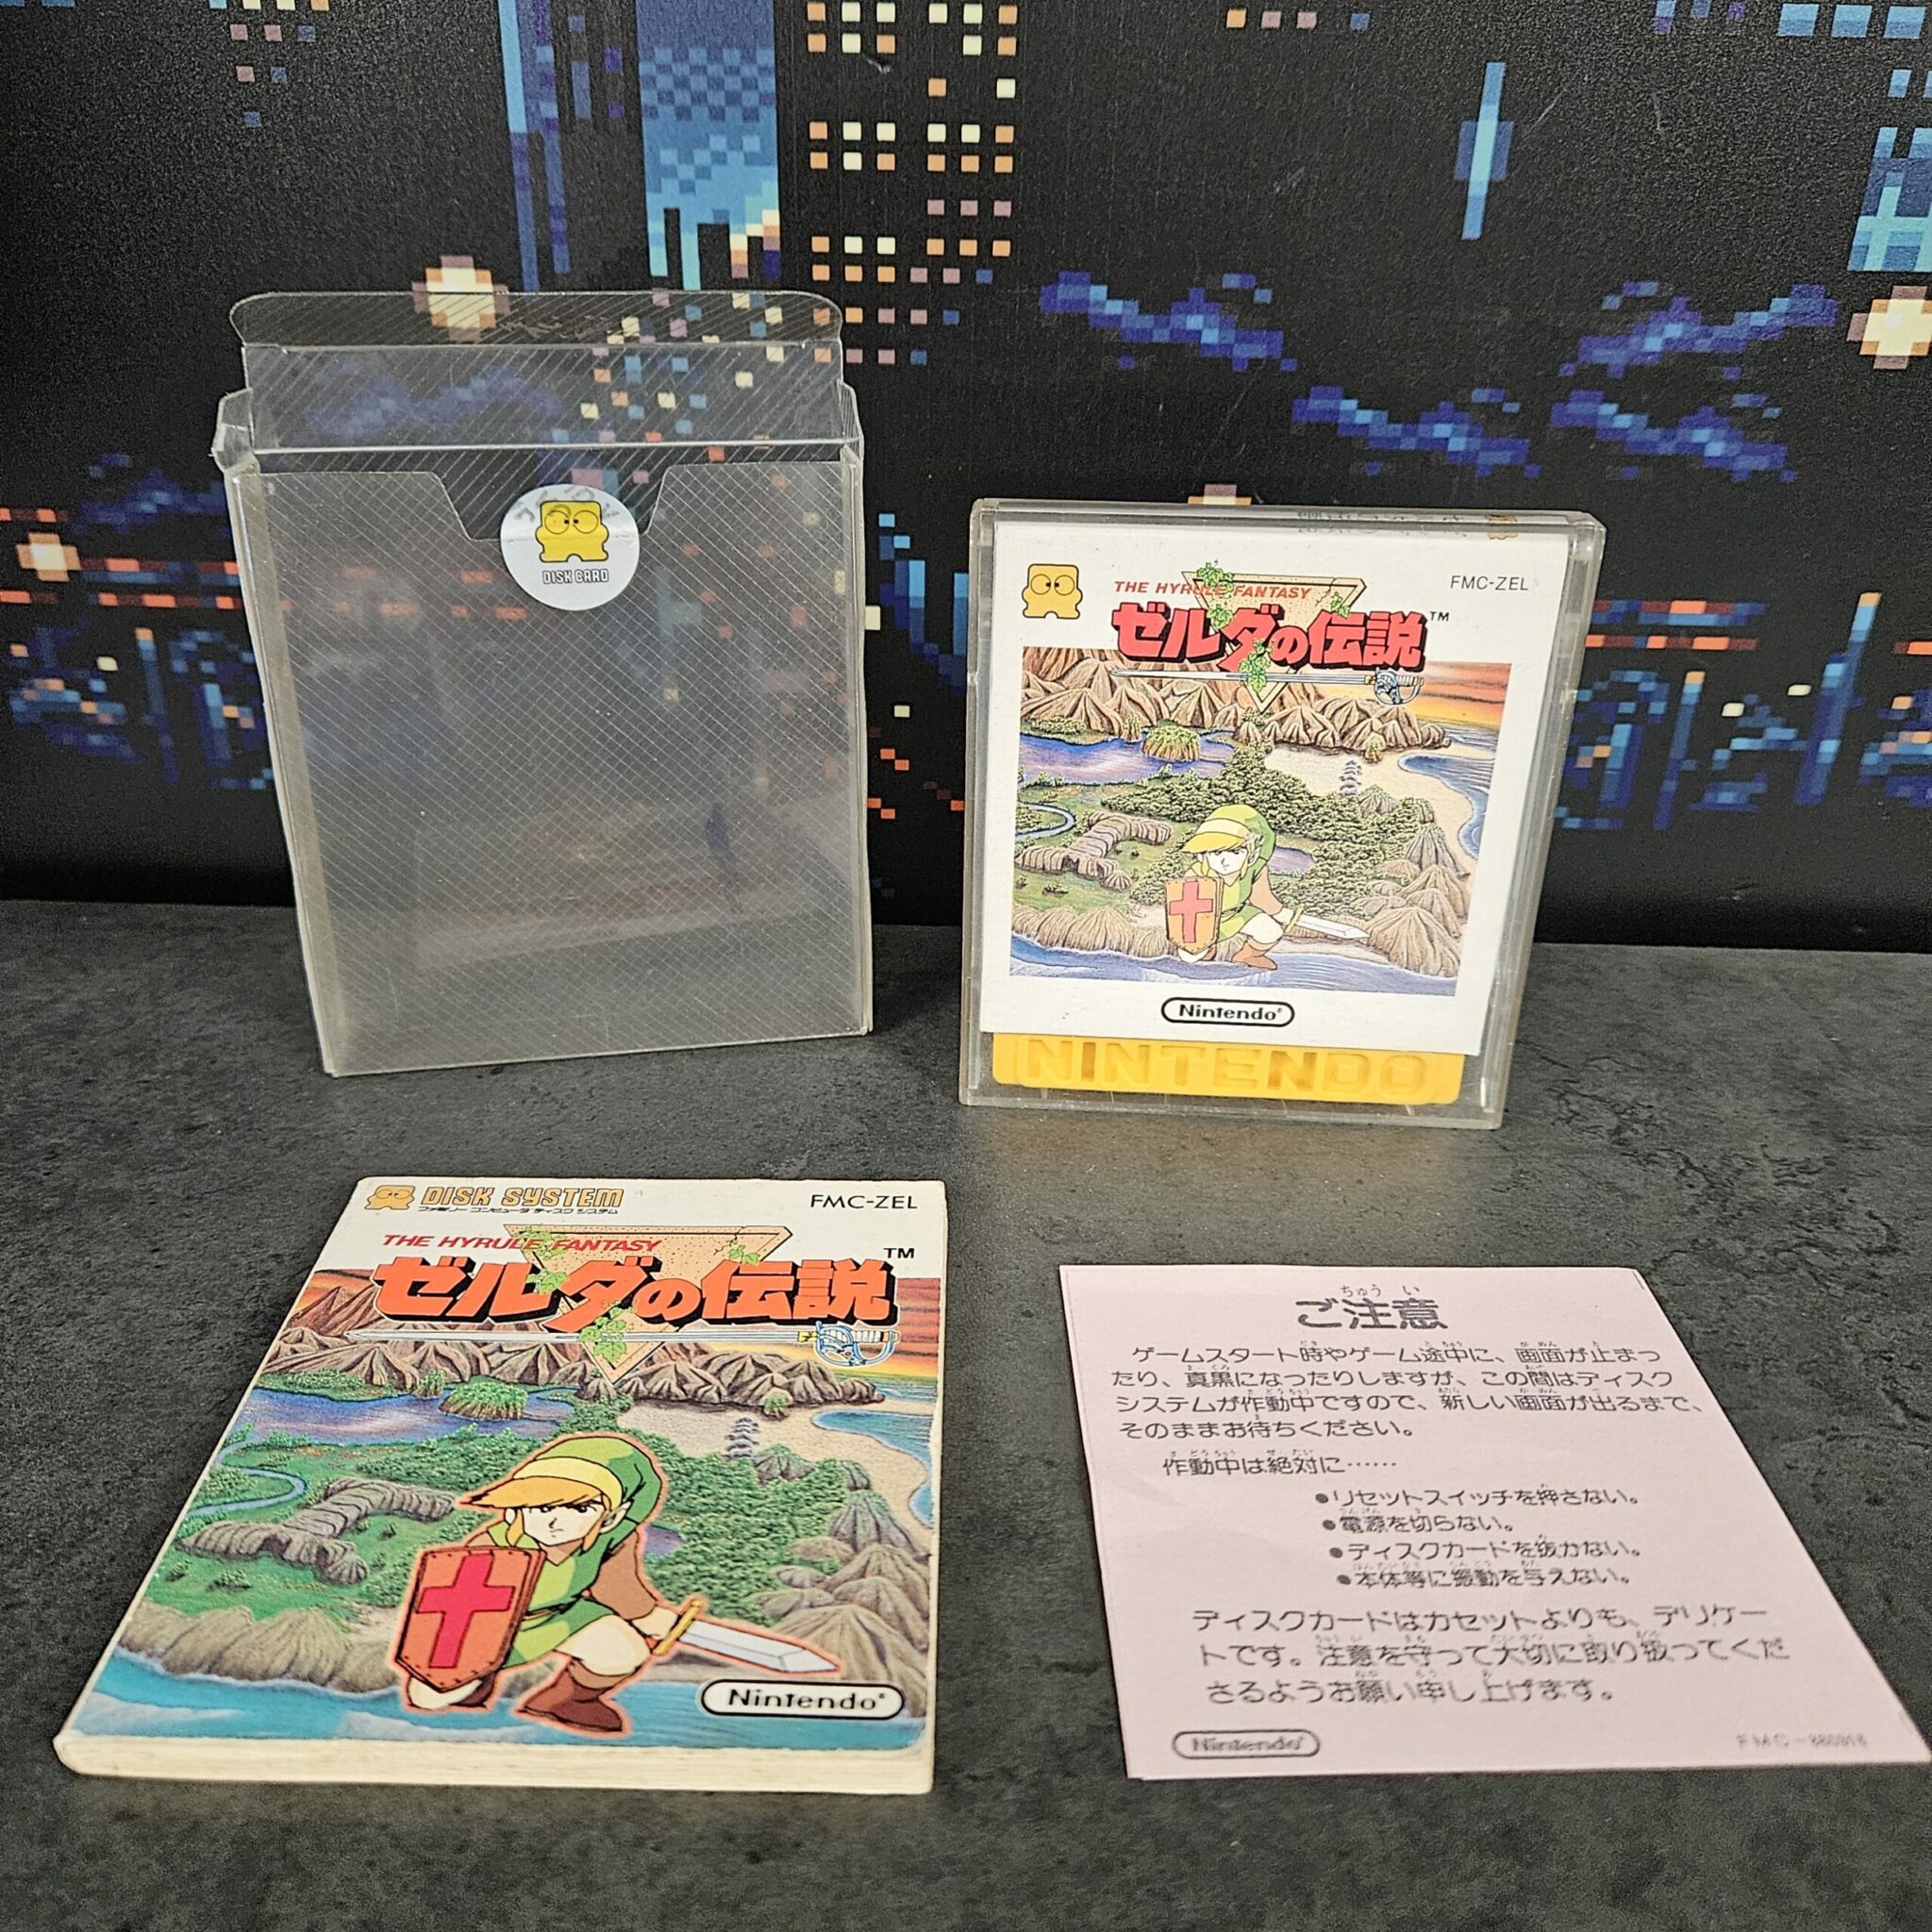 DISK CARD
THE HYRULE FANTASY
FMC-ZEL
ゼルダの伝説™
Nintendo®
NINTENDO
DISK SYSTEM
ファミリー コンピュータ ディスク システム
FMC-ZEL
THE HYRULE FANTASY
TM
ゼルダの伝説
Nintendo®
ちゅう い
ご注意
ゲームスタート時やゲーム途中に、画面が止まっ
たり、真黒になったりしますが、この間はディスク
システムが作動中ですので、新しい画面が出るまで、
そのままお待ちください。
作動中は絶対に……
●リセットスイッチを押さない。
●電源を切らない。
●ディスクカードを抜かない。
●本体等に振動を与えない。
ディスクカードはカセットよりも、デリケー
トです。注意を守って大切に取り扱ってくだ
さるようお願い申し上げます。
Nintendo®